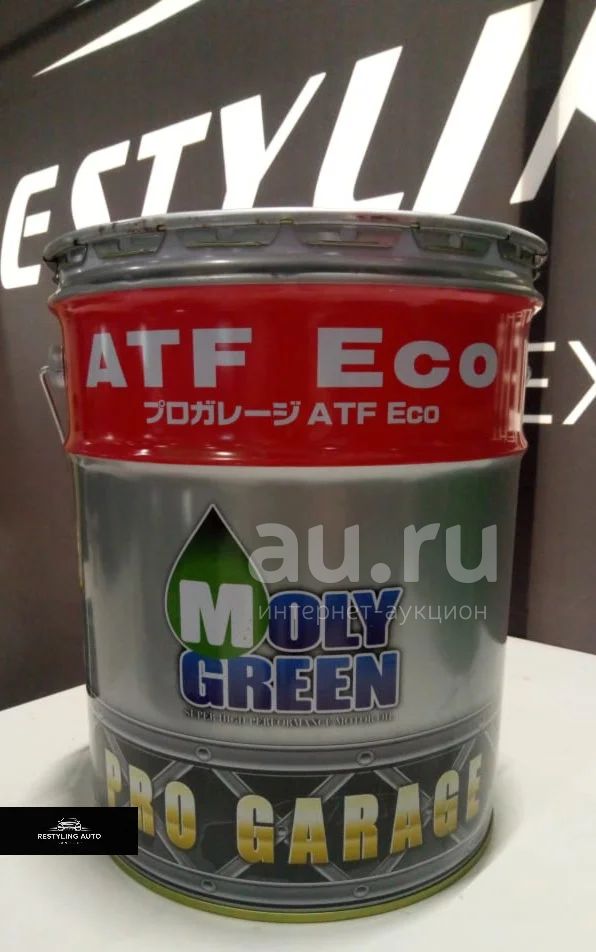 ESTYLI
EX
ATF Eco
プロガレージ ATF Eco
au.ru
интернет-аукцион
MOLY
GREEN
SUPER HIGH PERFORMANCE MOTOR OIL
PRO GARAGE
RESTYLING AUTO